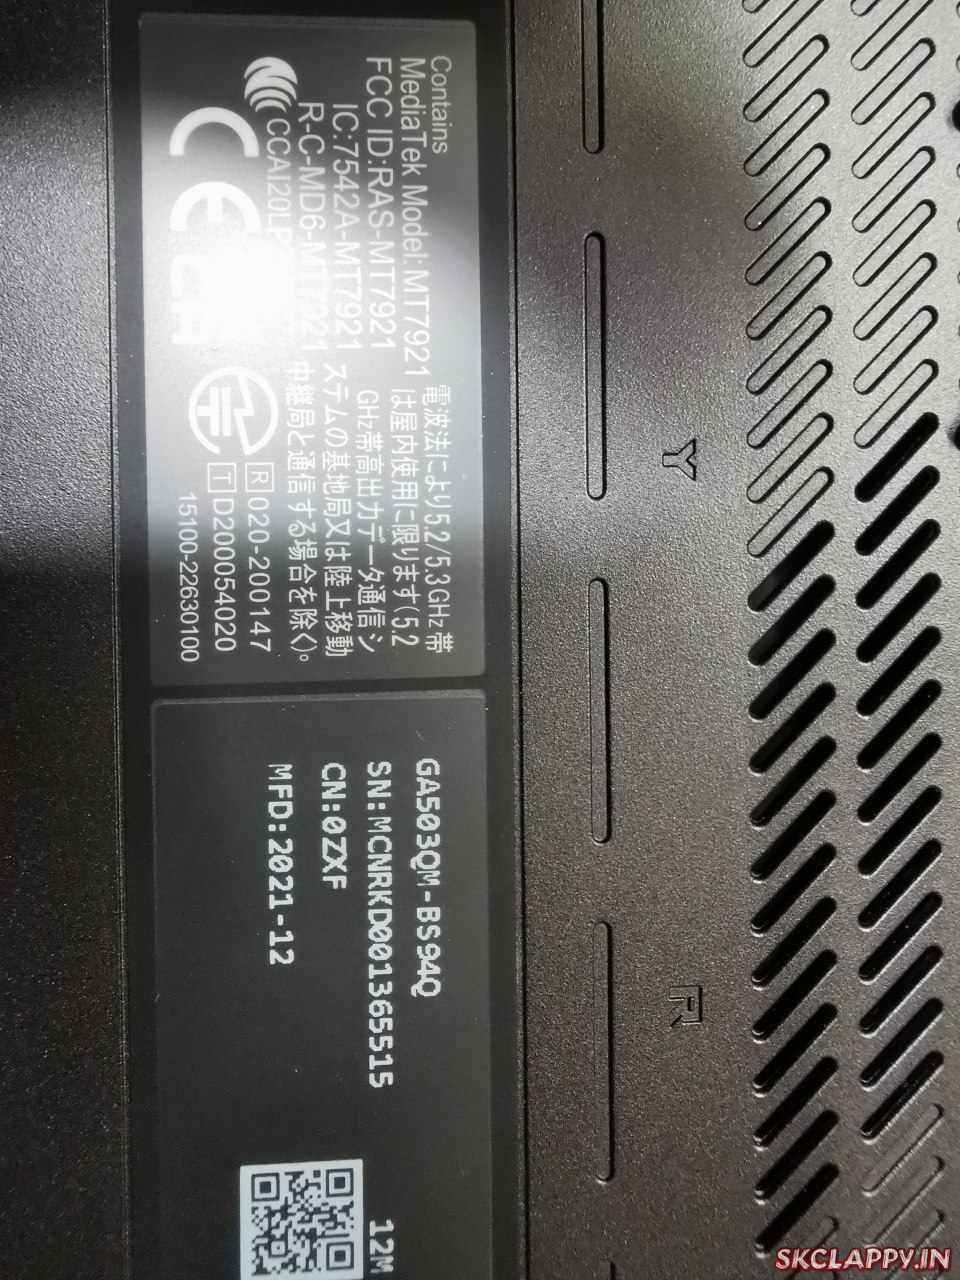 Contains
MediaTek Model:MT7921
FCC ID:RAS-MT7921
IC:7542A-MT7921
R-C-MD6-MT7921
CCAI20LP
CE
電波法により5.2/5.3GHz帯
は屋内使用に限ります(5.2
GHz帯高出力データ通信シ
ステムの基地局又は陸上移動
中継局と通信する場合を除く)。
R 020-200147
T D200054020
15100-22630100
GA503QM-BS94Q
SN:MCNRKD001365515
CN:0ZXF
MFD:2021-12
12M
Y
R
SKCLAPPY.IN